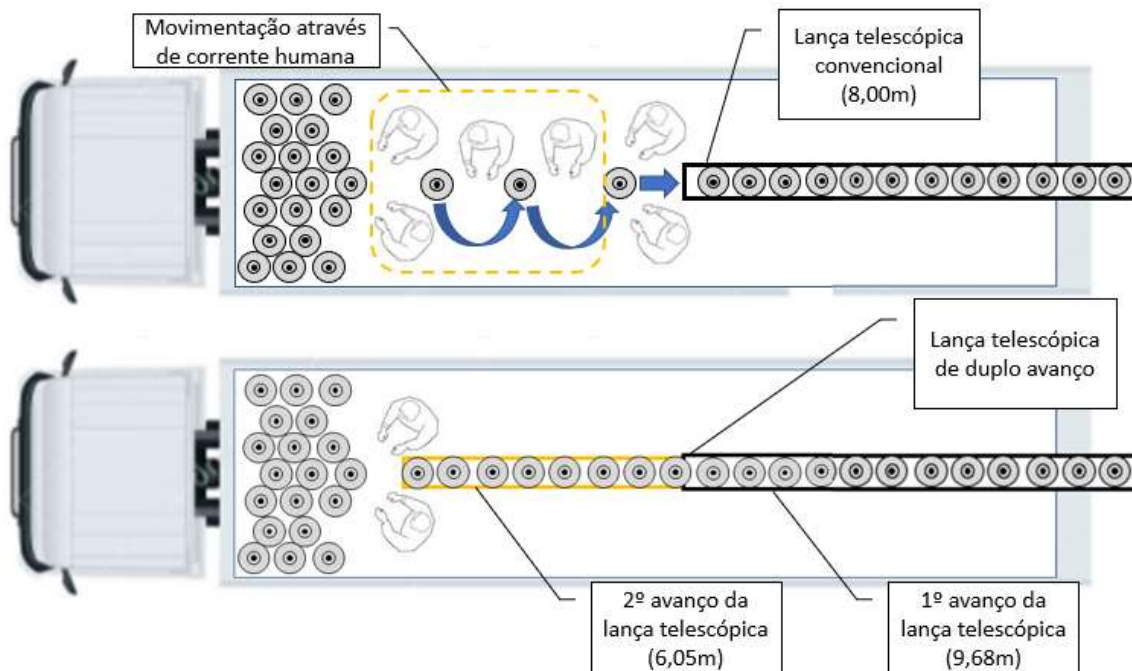 Movimentação através
de corrente humana
Lança telescópica
convencional
(8,00m)
Lança telescópica
de duplo avanço
2º avanço da
lança telescópica
(6,05m)
1º avanço da
lança telescópica
(9,68m)